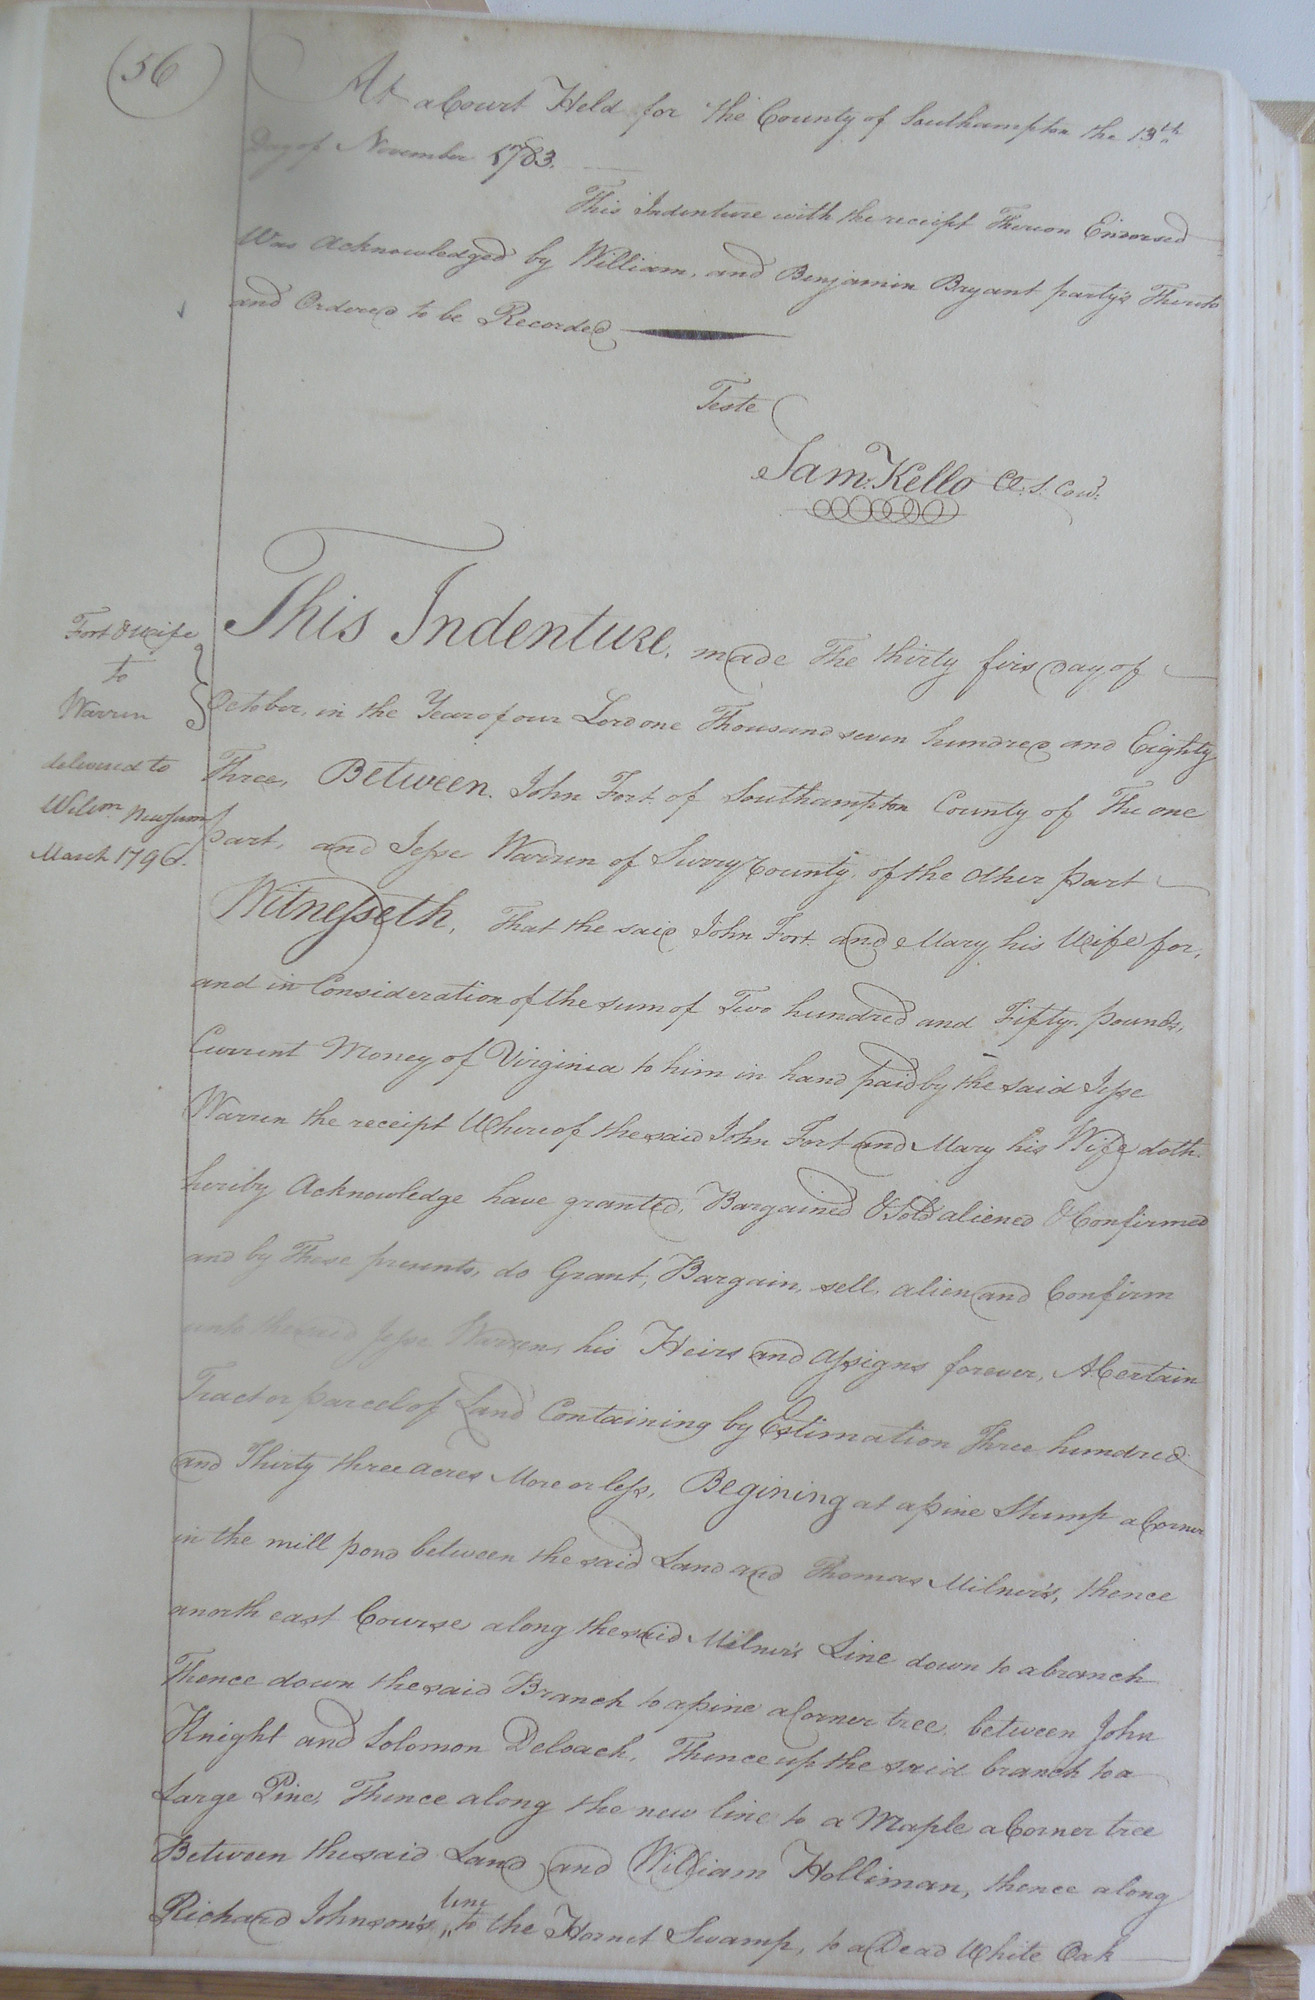 (56)
At a Court Held for the County of Southampton the 13th
Day of November 1783.
This Indenture with the receipt Thereon Endorsed
Was Acknowledged by William, and Benjamin Bryant party's Thereto
and Ordered to be Recorded
Teste
Sam: Kello Cl. S. Cou:
Fort & Wife
to
Warren
delivered to
Willm Newsum
March 1796.
This Indenture, made The thirty firs day of
October, in the Year of our Lord one Thousand seven hundred and Eighty
Three, Between. John Fort of Southampton County of The one
part, and Jesse Warren of Surry County, of the Other part
Witnesseth, That the said John Fort and Mary his Wife for,
and in Consideration of the sum of Two hundred and Fifty pounds,
Current Money of Virginia to him in hand paid by the said Jesse
Warren the receipt Whereof the said John Fort and Mary his Wife doth
hereby Acknowledge have granted, Bargained & Sold aliened & Confirmed
and by These presents, do Grant, Bargain, sell, alien and Confirm
unto the said Jesse Warren, his Heirs and assigns forever, A Certain
Tract or parcel of Land Containing by Estimation Three hundred
and Thirty three acres More or less, Begining at a pine Stump a Corner
in the mill pond between the said Land and Thomas Milner's, thence
a north east Course along the said Milner's Line down to a branch
Thence down the said Branch to a pine a Corner tree, between John
Knight and Solomon Deloach, Thence up the said branch to a
Large Pine, Thence along the new line to a Maple a Corner tree
Between the said Land and William Holliman, thence along
Richard Johnson's line to the Hornet Swamp, to a Dead White Oak